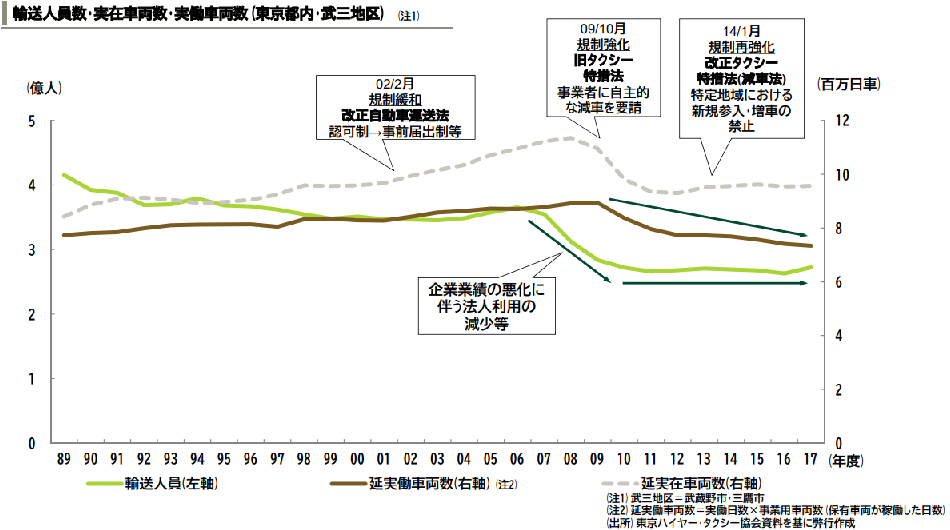 輸送人員数･実在車両数･実働車両数(東京都内･武三地区) (注1)
(億人)
(百万日車)
02/2月
規制緩和
改正自動車運送法
認可制→事前届出制等
09/10月
規制強化
旧タクシー
特措法
事業者に自主的
な減車を要請
14/1月
規制再強化
改正タクシー
特措法(減車法)
特定地域における
新規参入･増車の
禁止
企業業績の悪化に
伴う法人利用の
減少等
5
4
3
2
1
0
12
10
8
6
4
2
0
89 90 91 92 93 94 95 96 97 98 99 00 01 02 03 04 05 06 07 08 09 10 11 12 13 14 15 16 17 (年度)
輸送人員(左軸) 延実働車両数(右軸) (注2) 延実在車両数(右軸)
(注1) 武三地区＝武蔵野市･三鷹市
(注2) 延実働車両数＝実働日数×事業用車両数 (保有車両が稼働した日数)
(出所) 東京ハイヤー･タクシー協会資料を基に弊行作成